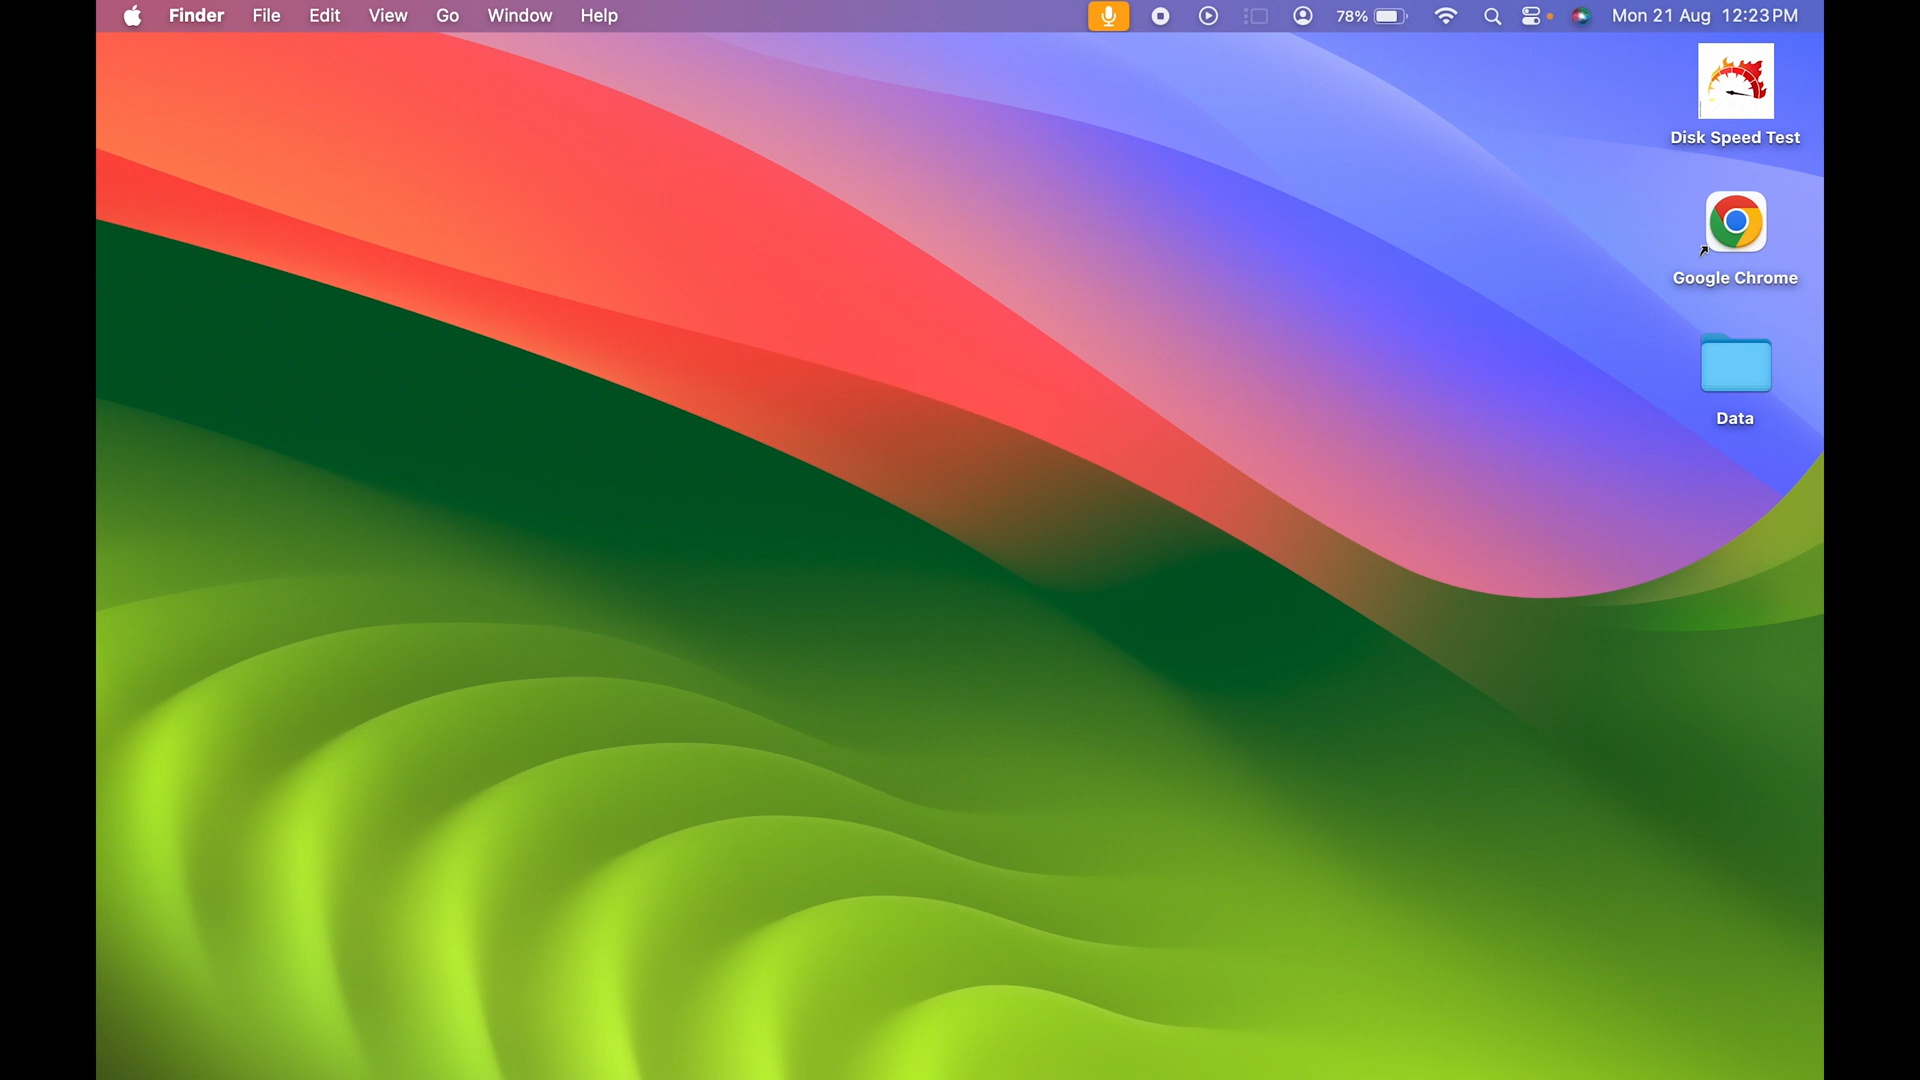 Finder File Edit View Go Window Help 78% Mon 21 Aug 12:23 PM
Disk Speed Test
Google Chrome
Data